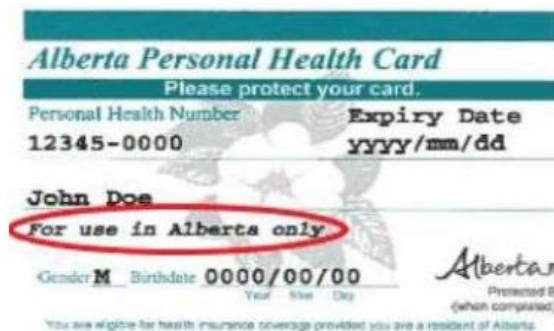 Alberta Personal Health Card
Please protect your card.
Personal Health Number Expiry Date
12345-0000 yyyy/mm/dd
John Doe
For use in Alberta only
Gender M Birthdate 0000/00/00
Year Mon Day
Alberta
Protected B
(when completed)
You are eligible for health insurance coverage provided you are a resident of Alberta.